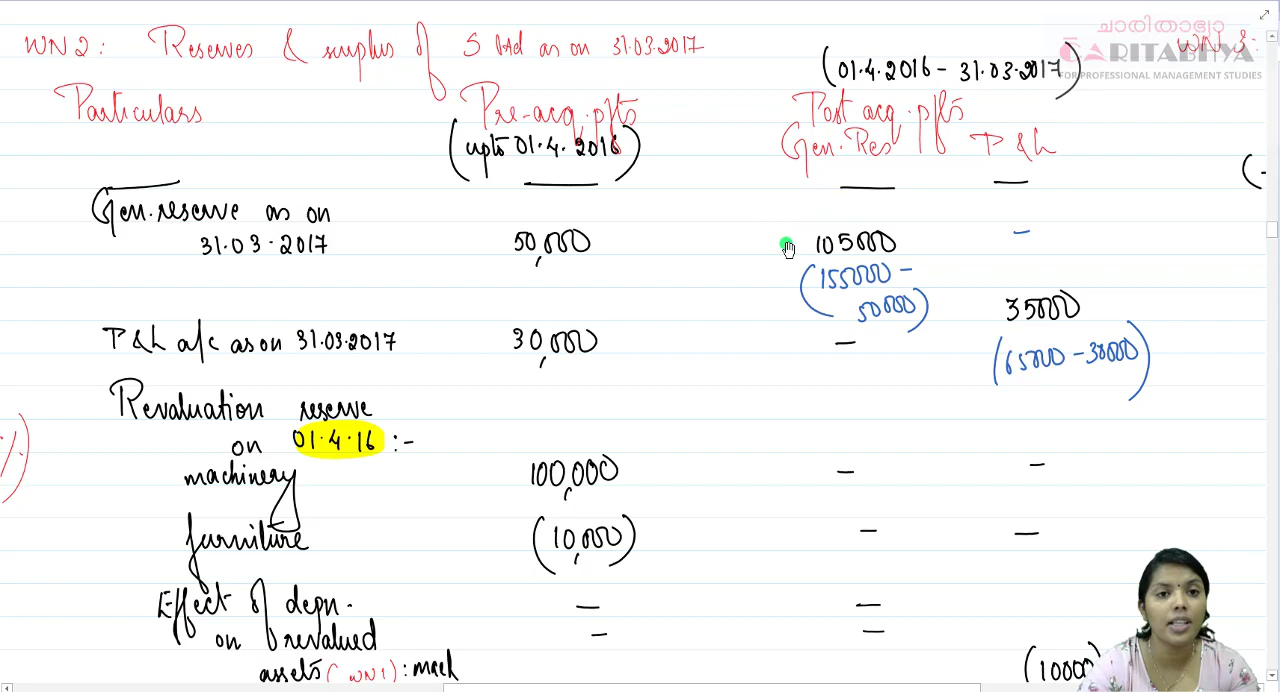 ചാരിതാഭ്യാ
CARITABHYA
FOR PROFESSIONAL MANAGEMENT STUDIES
WN 2: Reserves & surplus of S Ltd as on 31.03.2017
WN 3:
(01.4.2016 - 31.03.2017)
Particulars Pre-acq. pfts Post acq. pfts
(upto 01.4.2016) Gen. Res P & L
Gen. reserve as on
31.03.2017 50,000 105000 -
(155000 -
50000) 35000
P & L a/c as on 31.03.2017 30,000 - (65000 - 30000)
Revaluation reserve
on 01.4.16 :-
machinery 100,000 - -
furniture (10,000) - -
Effect of depn. - -
on revalued - -
assets (WN1) : mach (10000)
%)